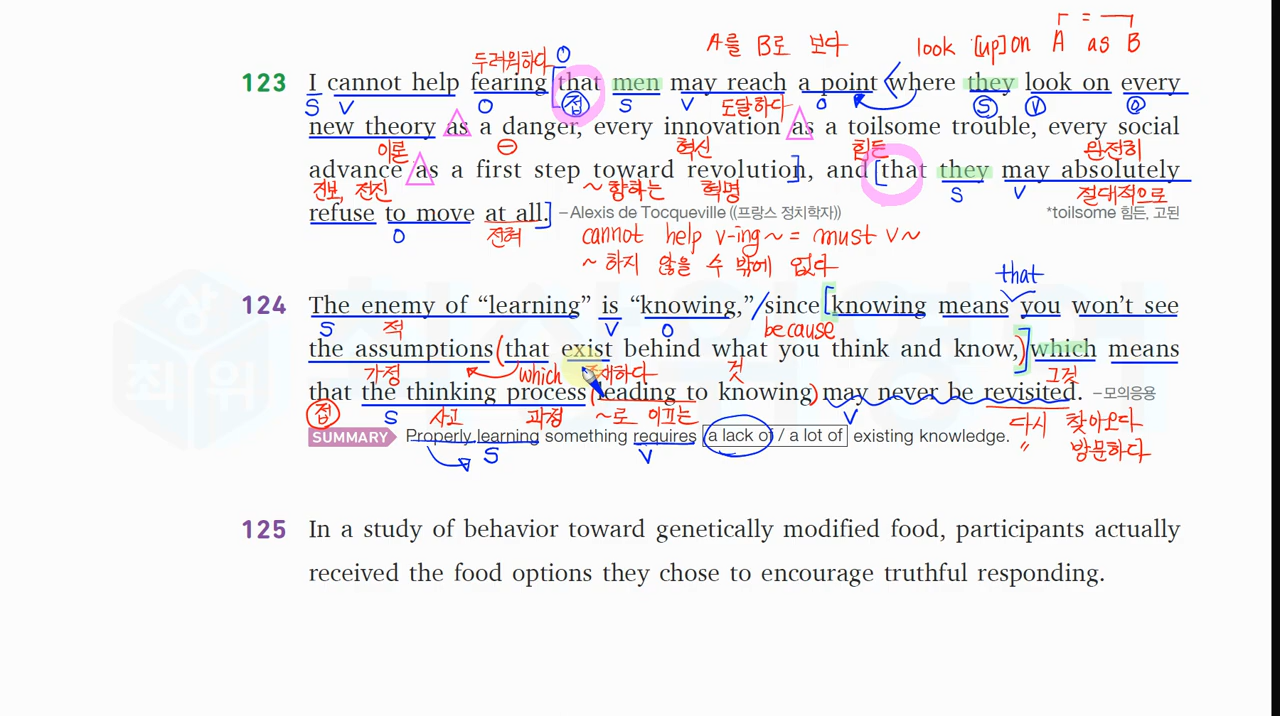 A를 B로 보다 look [up]on A as B
두려워하다 O
123 I cannot help fearing that men may reach a point where they look on every
S V O 접 S V 도달하다 O S V O
new theory as a danger, every innovation as a toilsome trouble, every social
이론 ⊖ 혁신 힘든 완전히
advance as a first step toward revolution, and that they may absolutely
진보, 전진 ~향하는 혁명 S V 절대적으로
refuse to move at all. – Alexis de Tocqueville ((프랑스 정치학자)) *toilsome 힘든, 고된
O 전혀 cannot help v-ing ~ = must v ~
~ 하지 않을 수 밖에 없다
that
124 The enemy of “learning” is “knowing,” / since knowing means you won’t see
S 적 V O because
the assumptions (that exist behind what you think and know,) which means
가정 which 존재하다 것 그것
that the thinking process (leading to knowing) may never be revisited. – 모의응용
접 S 사고 과정 ~로 이끄는 V 다시 찾아오다
SUMMARY Properly learning something requires a lack of / a lot of existing knowledge.
S V 〃 방문하다
125 In a study of behavior toward genetically modified food, participants actually
received the food options they chose to encourage truthful responding.